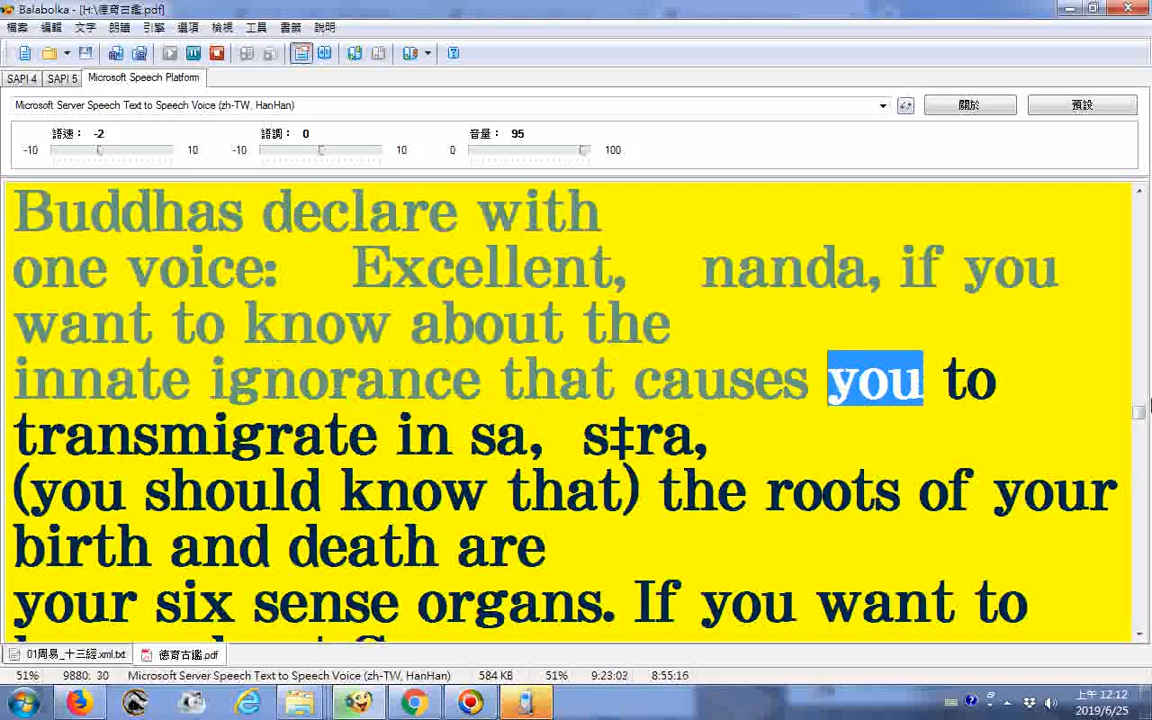 Balabolka - [H:\德育古鑑.pdf]
檔案 編輯 文字 朗讀 引擎 選項 檢視 工具 書籤 說明
SAPI 4 SAPI 5 Microsoft Speech Platform
Microsoft Server Speech Text to Speech Voice (zh-TW, HanHan) 關於 預設
語速： -2 語調： 0 音量： 95
-10 10 -10 10 0 100
Buddhas declare with
one voice: Excellent, nanda, if you
want to know about the
innate ignorance that causes you to
transmigrate in sa, s‡ra,
(you should know that) the roots of your
birth and death are
your six sense organs. If you want to
01周易_十三經.xml.txt 德育古鑑.pdf
51% 9880: 30 Microsoft Server Speech Text to Speech Voice (zh-TW, HanHan) 584 KB 51% 9:23:02 8:55:16
上午 12:12
2019/6/25